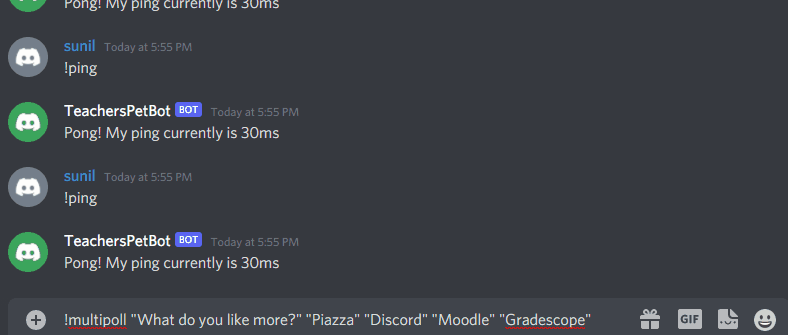 Pong! My ping currently is 30ms
sunil Today at 5:55 PM
!ping
TeachersPetBot BOT Today at 5:55 PM
Pong! My ping currently is 30ms
sunil Today at 5:55 PM
!ping
TeachersPetBot BOT Today at 5:55 PM
Pong! My ping currently is 30ms
!multipoll "What do you like more?" "Piazza" "Discord" "Moodle" "Gradescope" GIF